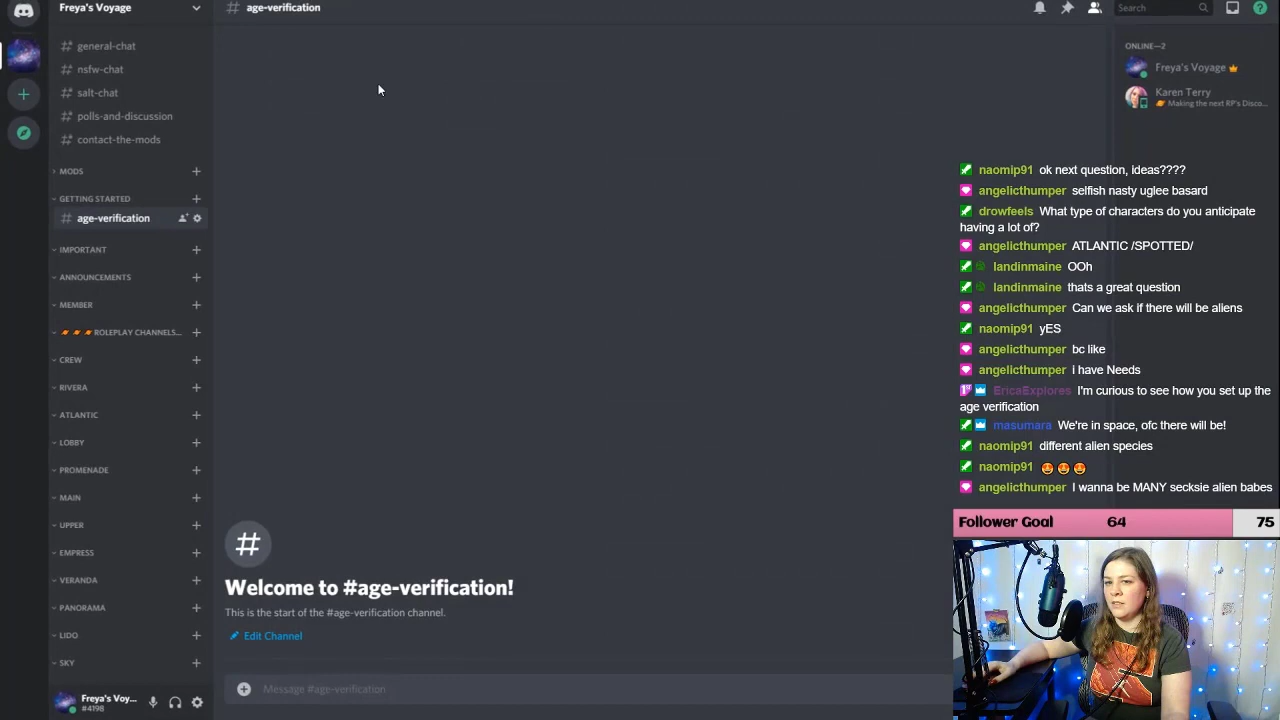 Freya's Voyage
general-chat
nsfw-chat
salt-chat
polls-and-discussion
contact-the-mods
MODS
GETTING STARTED
age-verification
IMPORTANT
ANNOUNCEMENTS
MEMBER
ROLEPLAY CHANNELS...
CREW
RIVERA
ATLANTIC
LOBBY
PROMENADE
MAIN
UPPER
EMPRESS
VERANDA
PANORAMA
LIDO
SKY
Freya's Voy...
#4198
# age-verification
Search
#
Welcome to #age-verification!
This is the start of the #age-verification channel.
Edit Channel
Message #age-verification
ONLINE—2
Freya's Voyage
Karen Terry
Making the next RP's Disco...
naomip91 ok next question, ideas????
angelicthumper selfish nasty uglee basard
drowfeels What type of characters do you anticipate
having a lot of?
angelicthumper ATLANTIC /SPOTTED/
landinmaine OOh
landinmaine thats a great question
angelicthumper Can we ask if there will be aliens
naomip91 yES
angelicthumper bc like
angelicthumper i have Needs
EricaExplores I'm curious to see how you set up the
age verification
masumara We're in space, ofc there will be!
naomip91 different alien species
naomip91 😍 😍 😍
angelicthumper I wanna be MANY secksie alien babes
Follower Goal 64 75